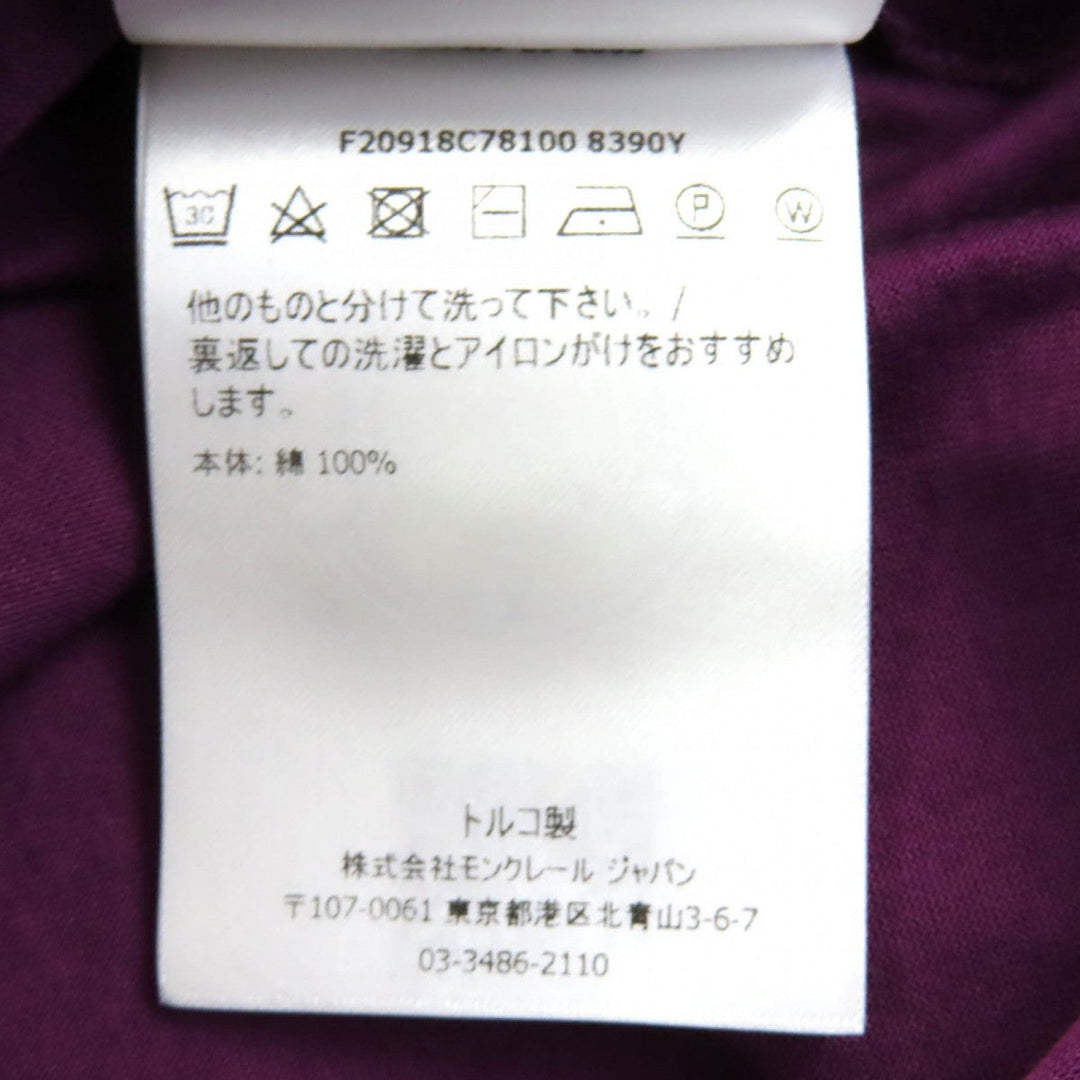 F20918C78100 8390Y
30
P
W
他のものと分けて洗って下さい。/
裏返しての洗濯とアイロンがけをおすすめ
します。
本体: 綿 100%
トルコ製
株式会社モンクレール ジャパン
〒107-0061 東京都港区北青山3-6-7
03-3486-2110